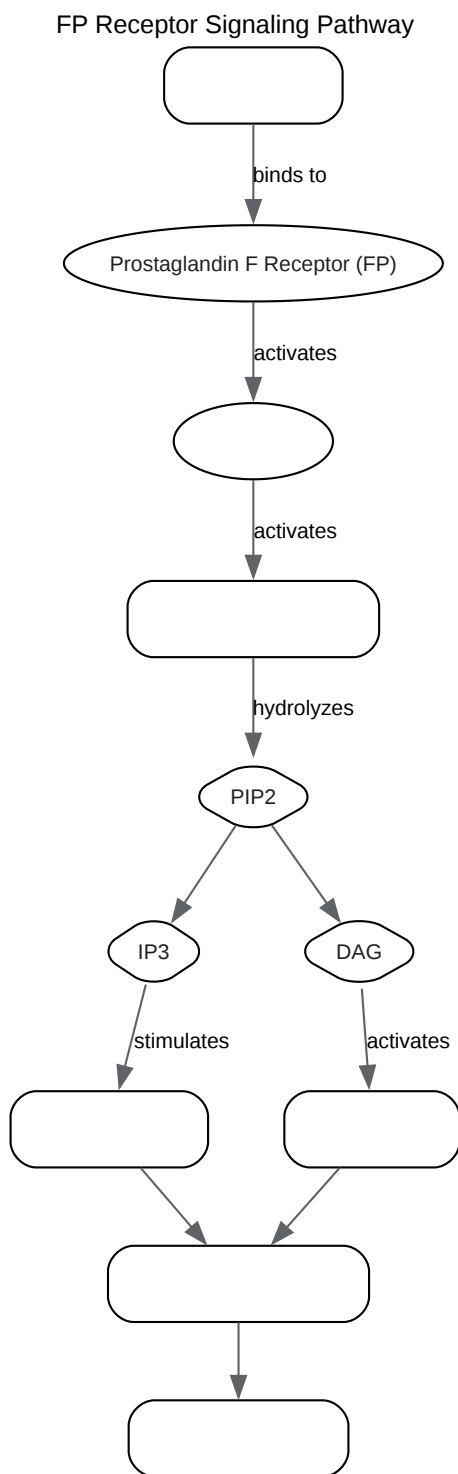 FP Receptor Signaling Pathway
binds to
Prostaglandin F Receptor (FP)
activates
activates
hydrolyzes
PIP2
IP3
DAG
stimulates
activates